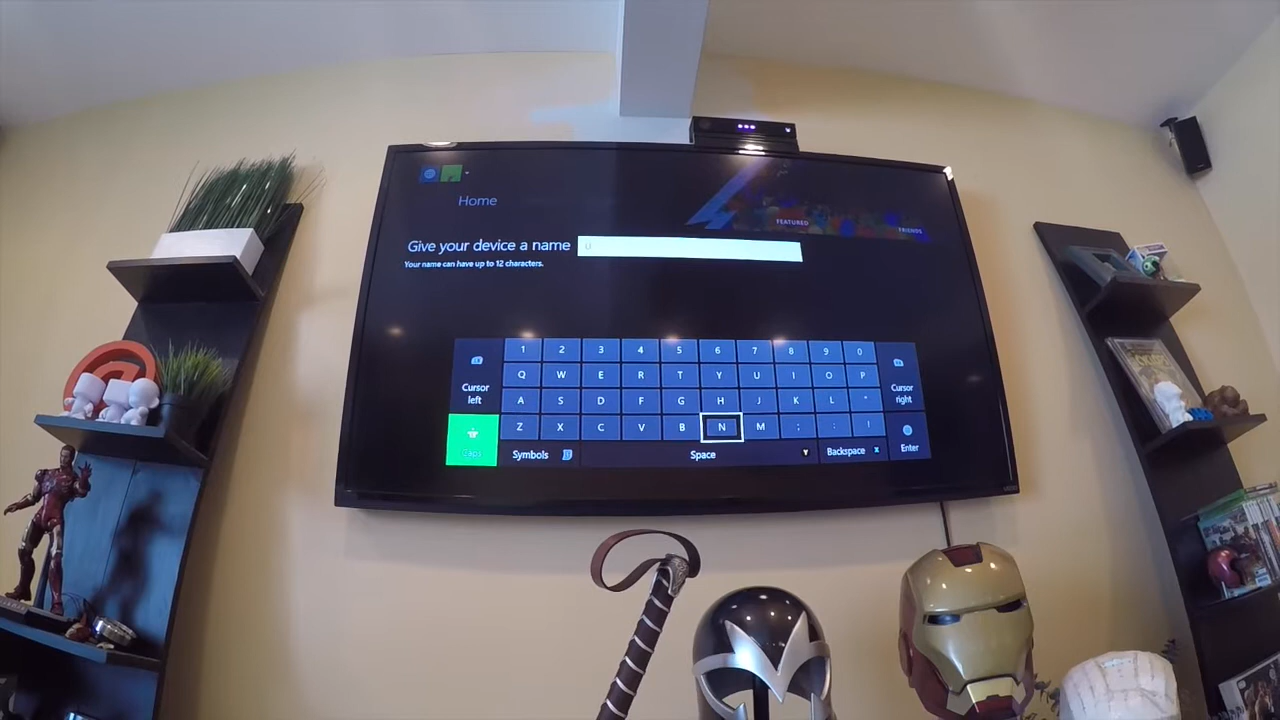 Home
FEATURED
FRIENDS
Give your device a name
U
Your name can have up to 12 characters.
1 2 3 4 5 6 7 8 9 0
Q W E R T Y U I O P
Cursor left
Cursor right
A S D F G H J K L
Z X C V B N M ; : !
Caps
Symbols
Space
Y
Backspace
X
Enter